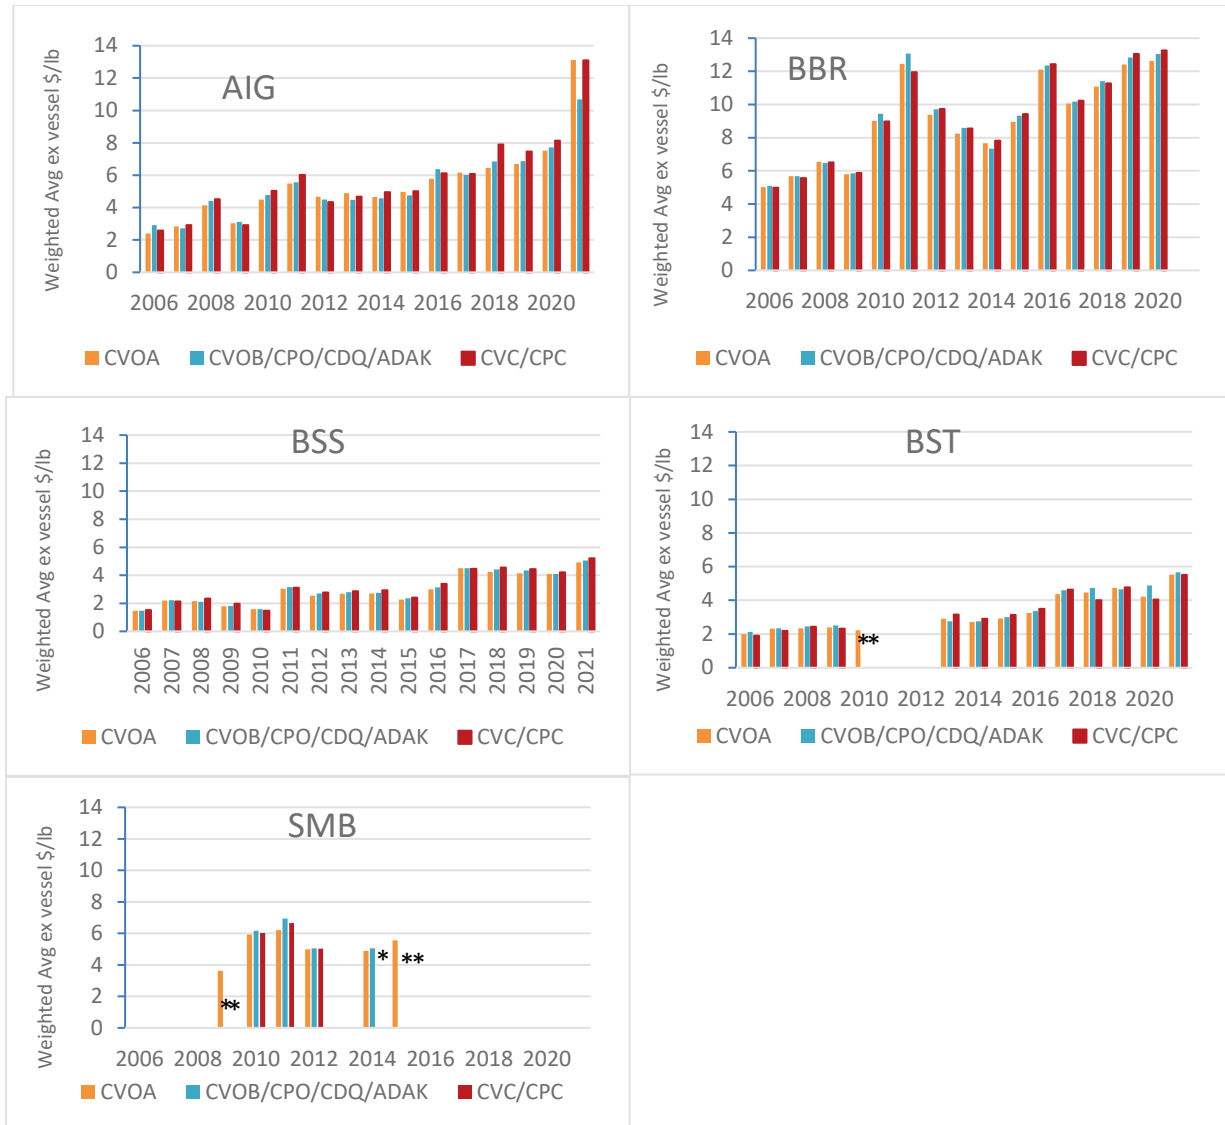 AIG
Weighted Avg ex vessel $/lb
14
12
10
8
6
4
2
0
2006 2008 2010 2012 2014 2016 2018 2020
CVOA CVOB/CPO/CDQ/ADAK CVC/CPC
BBR
Weighted Avg ex vessel $/lb
14
12
10
8
6
4
2
0
2006 2008 2010 2012 2014 2016 2018 2020
CVOA CVOB/CPO/CDQ/ADAK CVC/CPC
BSS
Weighted Avg ex vessel $/lb
14
12
10
8
6
4
2
0
2006 2007 2008 2009 2010 2011 2012 2013 2014 2015 2016 2017 2018 2019 2020 2021
CVOA CVOB/CPO/CDQ/ADAK CVC/CPC
BST
Weighted Avg ex vessel $/lb
14
12
10
8
6
4
2
0
**
2006 2008 2010 2012 2014 2016 2018 2020
CVOA CVOB/CPO/CDQ/ADAK CVC/CPC
SMB
Weighted Avg ex vessel $/lb
14
12
10
8
6
4
2
0
** * **
2006 2008 2010 2012 2014 2016 2018 2020
CVOA CVOB/CPO/CDQ/ADAK CVC/CPC